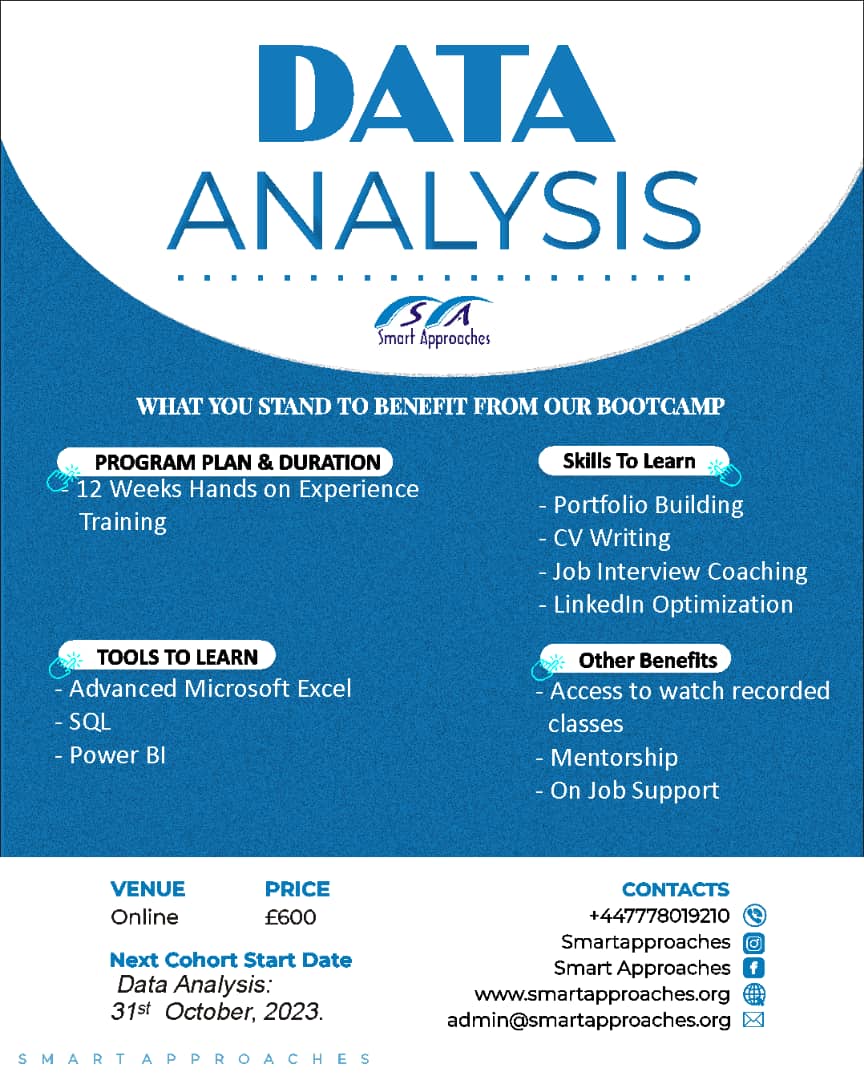 DATA
ANALYSIS
S A
Smart Approaches
WHAT YOU STAND TO BENEFIT FROM OUR BOOTCAMP
PROGRAM PLAN & DURATION
- 12 Weeks Hands on Experience
Training
Skills To Learn
- Portfolio Building
- CV Writing
- Job Interview Coaching
- LinkedIn Optimization
TOOLS TO LEARN
- Advanced Microsoft Excel
- SQL
- Power BI
Other Benefits
- Access to watch recorded
classes
- Mentorship
- On Job Support
VENUE
Online
PRICE
£600
Next Cohort Start Date
Data Analysis:
31st October, 2023.
CONTACTS
+447778019210
Smartapproaches
Smart Approaches
www.smartapproaches.org
admin@smartapproaches.org
SMART APPROACHES